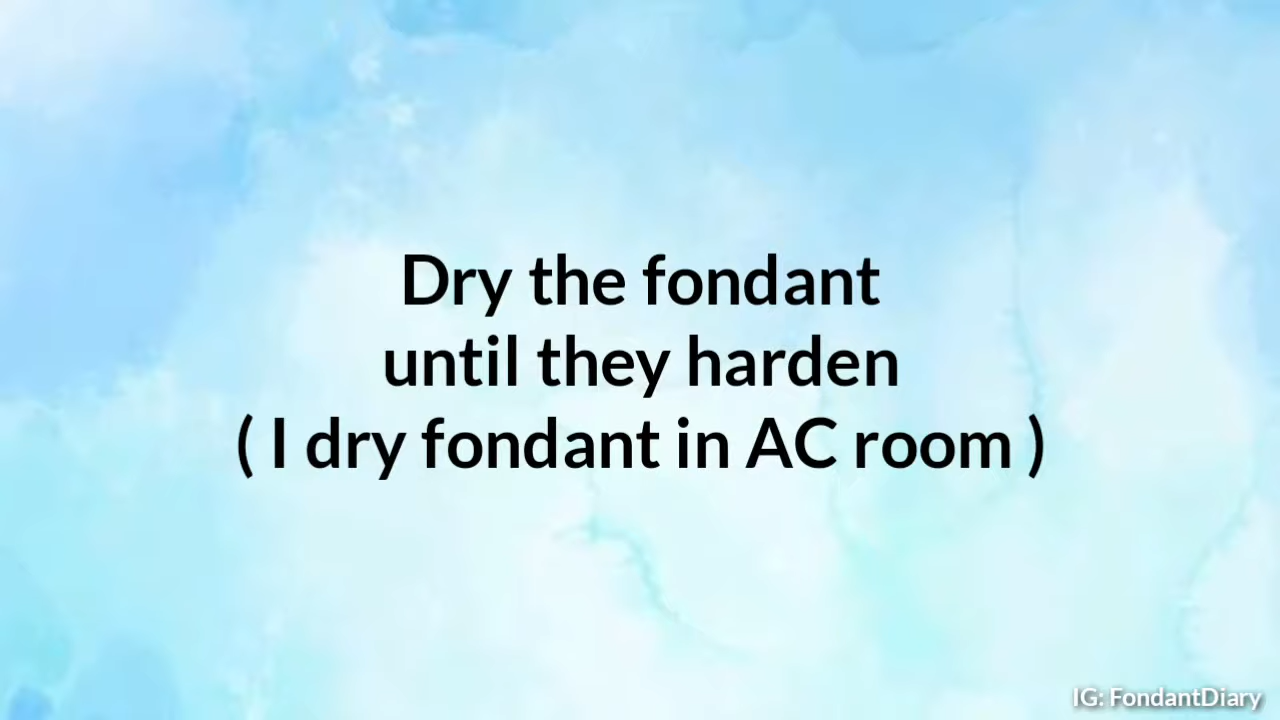 Dry the fondant
until they harden
( I dry fondant in AC room )
IG: FondantDiary